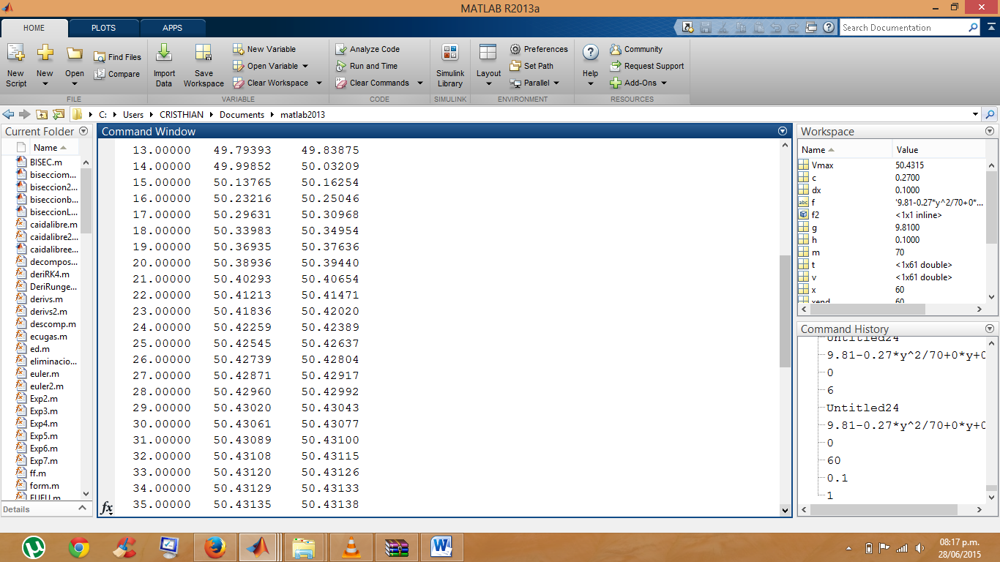 MATLAB R2013a
HOME PLOTS APPS Search Documentation
New Script New Open Find Files Compare FILE
Import Data Save Workspace New Variable Open Variable Clear Workspace VARIABLE
Analyze Code Run and Time Clear Commands CODE
Simulink Library SIMULINK
Layout Preferences Set Path Parallel ENVIRONMENT
Help Community Request Support Add-Ons RESOURCES
C: Users CRISTHIAN Documents matlab2013
Current Folder
Name
BISEC.m
bisecciom...
biseccion2...
biseccionb...
biseccionL...
caidalibre.m
caidalibre2...
caidalibree...
decompos...
deriRK4.m
DeriRunge...
derivs.m
derivs2.m
descomp.m
ecugas.m
ed.m
eliminacio...
euler.m
euler2.m
Exp2.m
Exp3.m
Exp4.m
Exp5.m
Exp6.m
Exp7.m
ff.m
form.m
Details
Command Window
13.00000 49.79393 49.83875
14.00000 49.99852 50.03209
15.00000 50.13765 50.16254
16.00000 50.23216 50.25046
17.00000 50.29631 50.30968
18.00000 50.33983 50.34954
19.00000 50.36935 50.37636
20.00000 50.38936 50.39440
21.00000 50.40293 50.40654
22.00000 50.41213 50.41471
23.00000 50.41836 50.42020
24.00000 50.42259 50.42389
25.00000 50.42545 50.42637
26.00000 50.42739 50.42804
27.00000 50.42871 50.42917
28.00000 50.42960 50.42992
29.00000 50.43020 50.43043
30.00000 50.43061 50.43077
31.00000 50.43089 50.43100
32.00000 50.43108 50.43115
33.00000 50.43120 50.43126
34.00000 50.43129 50.43133
35.00000 50.43135 50.43138
fx
Workspace
Name Value
Vmax 50.4315
c 0.2700
dx 0.1000
abc f '9.81-0.27*y^2/70+0*...
f2 <1x1 inline>
g 9.8100
h 0.1000
m 70
t <1x61 double>
v <1x61 double>
x 60
xend 60
Command History
Untitled24
9.81-0.27*y^2/70+0*y+0
0
6
Untitled24
9.81-0.27*y^2/70+0*y+0
0
60
0.1
1
08:17 p.m.
28/06/2015